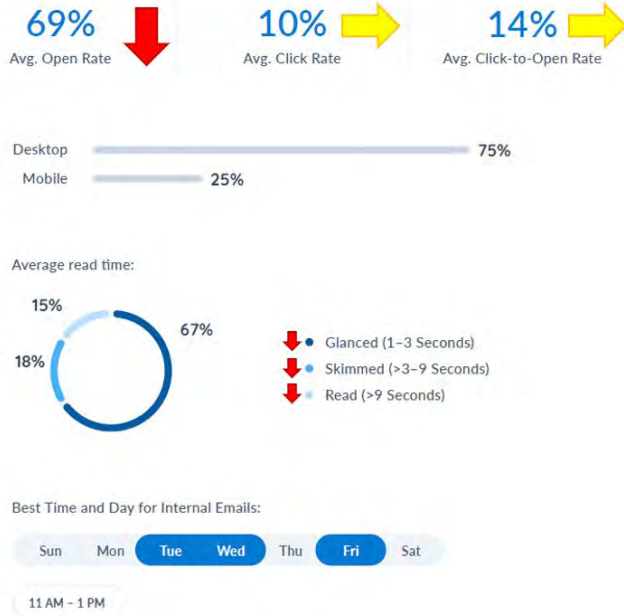 69% 10% 14%
Avg. Open Rate Avg. Click Rate Avg. Click-to-Open Rate
Desktop 75%
Mobile 25%
Average read time:
15%
67%
18%
Glanced (1–3 Seconds)
Skimmed (>3–9 Seconds)
Read (>9 Seconds)
Best Time and Day for Internal Emails:
Sun Mon Tue Wed Thu Fri Sat
11 AM – 1 PM